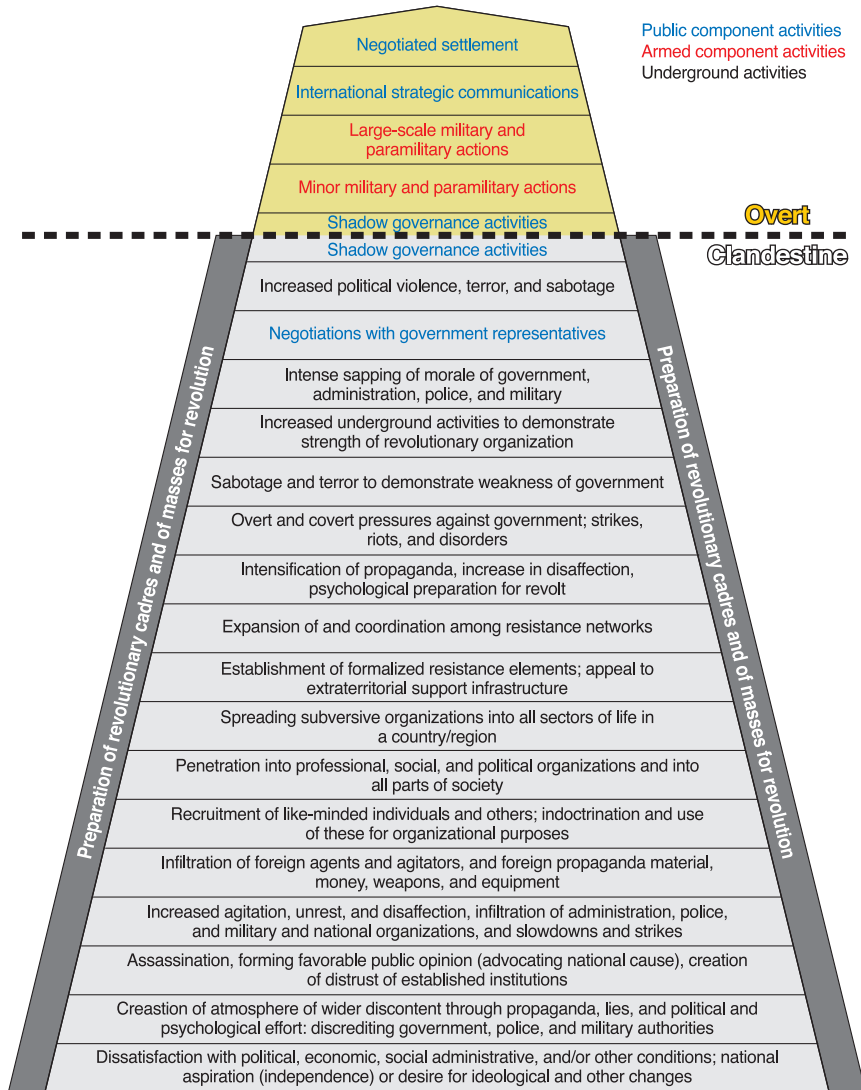 Public component activities
Armed component activities
Underground activities
Negotiated settlement
International strategic communications
Large-scale military and
paramilitary actions
Minor military and paramilitary actions
Shadow governance activities
Overt
Clandestine
Shadow governance activities
Increased political violence, terror, and sabotage
Negotiations with government representatives
Intense sapping of morale of government,
administration, police, and military
Increased underground activities to demonstrate
strength of revolutionary organization
Sabotage and terror to demonstrate weakness of government
Overt and covert pressures against government; strikes,
riots, and disorders
Intensification of propaganda, increase in disaffection,
psychological preparation for revolt
Expansion of and coordination among resistance networks
Establishment of formalized resistance elements; appeal to
extraterritorial support infrastructure
Spreading subversive organizations into all sectors of life in
a country/region
Penetration into professional, social, and political organizations and into
all parts of society
Recruitment of like-minded individuals and others; indoctrination and use
of these for organizational purposes
Infiltration of foreign agents and agitators, and foreign propaganda material,
money, weapons, and equipment
Increased agitation, unrest, and disaffection, infiltration of administration, police,
and military and national organizations, and slowdowns and strikes
Assassination, forming favorable public opinion (advocating national cause), creation
of distrust of established institutions
Creastion of atmosphere of wider discontent through propaganda, lies, and political and
psychological effort: discrediting government, police, and military authorities
Dissatisfaction with political, economic, social administrative, and/or other conditions; national
aspiration (independence) or desire for ideological and other changes
Preparation of revolutionary cadres and of masses for revolution
Preparation of revolutionary cadres and of masses for revolution